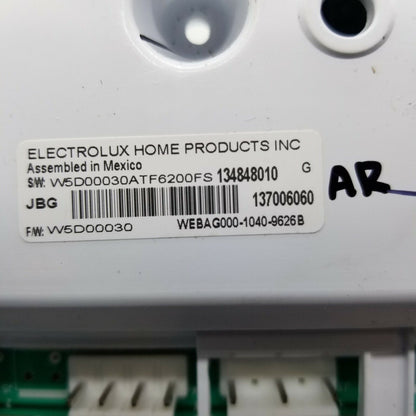 ELECTROLUX HOME PRODUCTS INC
Assembled in Mexico
S/W: W5D00030ATF6200FS 134848010 G
JBG 137006060
F/W: W5D00030 WEBAG000-1040-9626B
AR